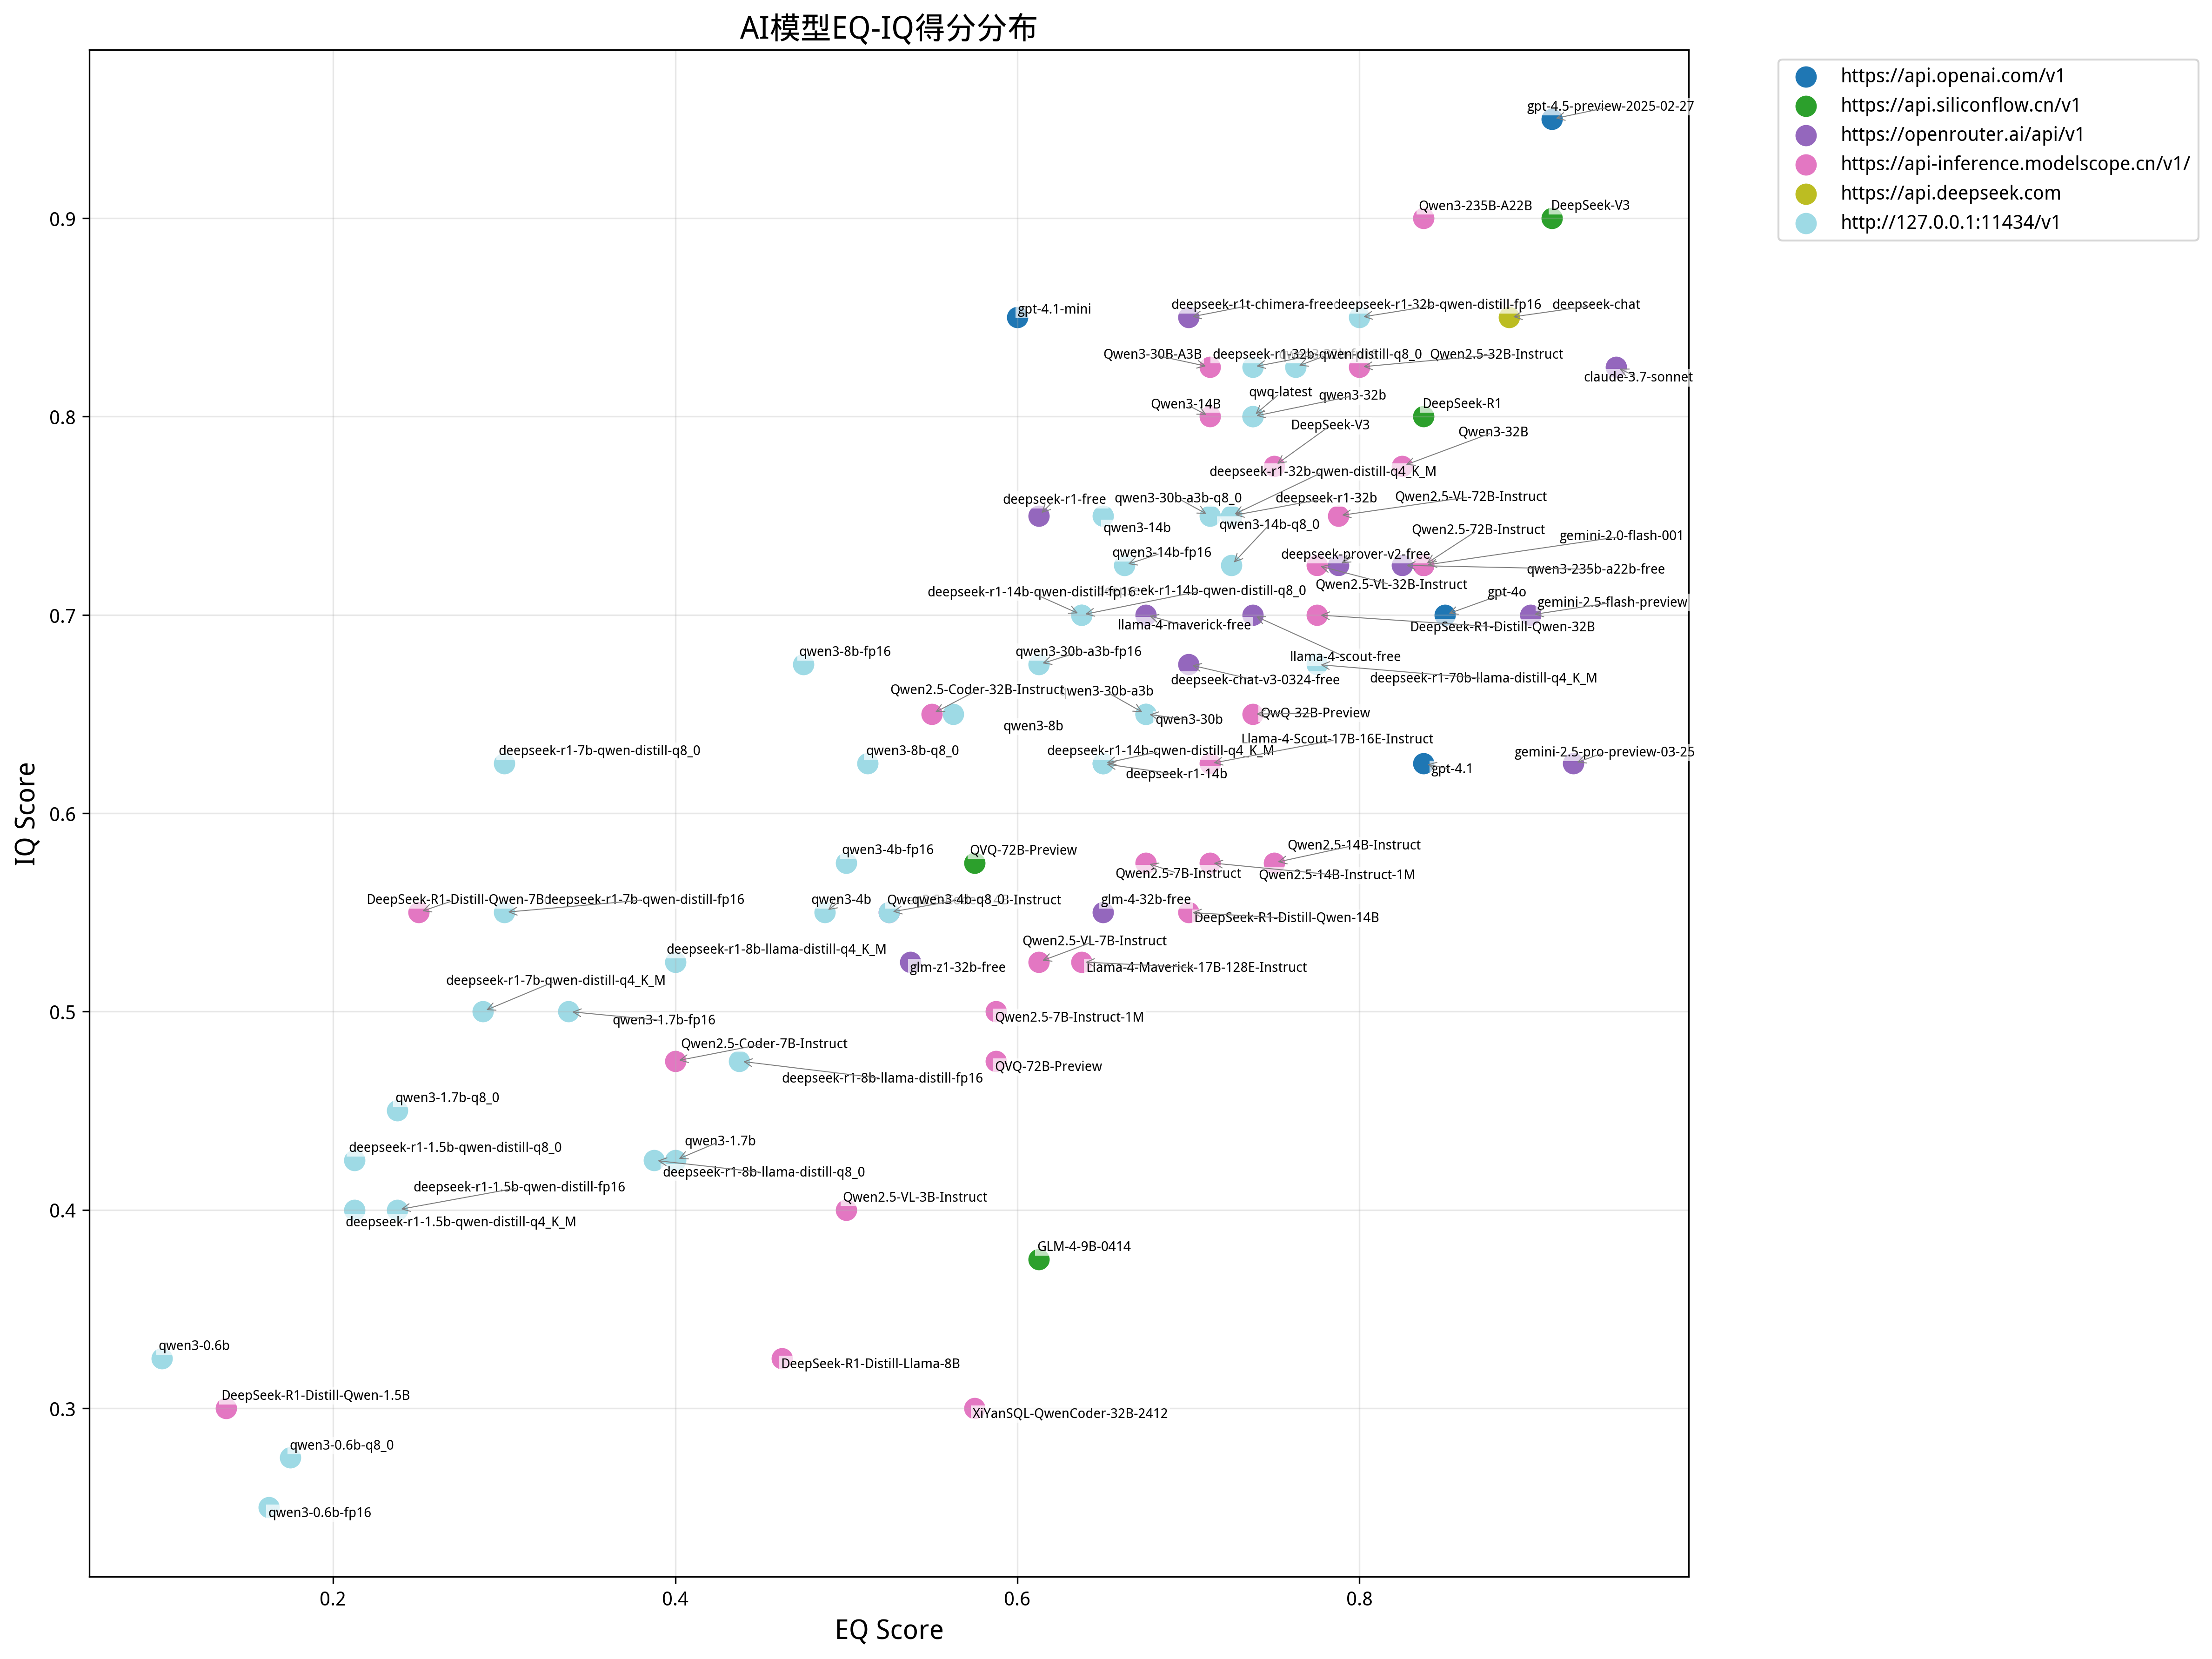 AI模型EQ-IQ得分分布
https://api.openai.com/v1
https://api.siliconflow.cn/v1
https://openrouter.ai/api/v1
https://api-inference.modelscope.cn/v1/
https://api.deepseek.com
http://127.0.0.1:11434/v1
gpt-4.5-preview-2025-02-27
Qwen3-235B-A22B
DeepSeek-V3
0.9
gpt-4.1-mini
deepseek-r1t-chimera-free
deepseek-r1-32b-qwen-distill-fp16
deepseek-chat
Qwen3-30B-A3B
deepseek-r1-32b-qwen-distill-q8_0
Qwen2.5-32B-Instruct
claude-3.7-sonnet
qwq-latest
qwen3-32b
Qwen3-14B
DeepSeek-R1
0.8
DeepSeek-V3
Qwen3-32B
deepseek-r1-32b-qwen-distill-q4_K_M
deepseek-r1-free
qwen3-30b-a3b-q8_0
deepseek-r1-32b
Qwen2.5-VL-72B-Instruct
qwen3-14b
qwen3-14b-q8_0
Qwen2.5-72B-Instruct
gemini-2.0-flash-001
qwen3-14b-fp16
deepseek-prover-v2-free
qwen3-235b-a22b-free
Qwen2.5-VL-32B-Instruct
deepseek-r1-14b-qwen-distill-fp16
deepseek-r1-14b-qwen-distill-q8_0
gpt-4o
gemini-2.5-flash-preview
0.7
llama-4-maverick-free
DeepSeek-R1-Distill-Qwen-32B
qwen3-8b-fp16
qwen3-30b-a3b-fp16
llama-4-scout-free
deepseek-chat-v3-0324-free
deepseek-r1-70b-llama-distill-q4_K_M
Qwen2.5-Coder-32B-Instruct
qwen3-30b-a3b
qwen3-8b
qwen3-30b
QwQ-32B-Preview
Llama-4-Scout-17B-16E-Instruct
deepseek-r1-7b-qwen-distill-q8_0
qwen3-8b-q8_0
deepseek-r1-14b-qwen-distill-q4_K_M
gemini-2.5-pro-preview-03-25
deepseek-r1-14b
gpt-4.1
0.6
qwen3-4b-fp16
QVQ-72B-Preview
Qwen2.5-14B-Instruct
Qwen2.5-7B-Instruct
Qwen2.5-14B-Instruct-1M
DeepSeek-R1-Distill-Qwen-7B
deepseek-r1-7b-qwen-distill-fp16
qwen3-4b
qwen3-4b-q8_0
glm-4-32b-free
DeepSeek-R1-Distill-Qwen-14B
deepseek-r1-8b-llama-distill-q4_K_M
Qwen2.5-VL-7B-Instruct
glm-z1-32b-free
Llama-4-Maverick-17B-128E-Instruct
deepseek-r1-7b-qwen-distill-q4_K_M
0.5
qwen3-1.7b-fp16
Qwen2.5-7B-Instruct-1M
Qwen2.5-Coder-7B-Instruct
deepseek-r1-8b-llama-distill-fp16
QVQ-72B-Preview
qwen3-1.7b-q8_0
deepseek-r1-1.5b-qwen-distill-q8_0
qwen3-1.7b
deepseek-r1-8b-llama-distill-q8_0
deepseek-r1-1.5b-qwen-distill-fp16
Qwen2.5-VL-3B-Instruct
0.4
deepseek-r1-1.5b-qwen-distill-q4_K_M
GLM-4-9B-0414
qwen3-0.6b
DeepSeek-R1-Distill-Llama-8B
DeepSeek-R1-Distill-Qwen-1.5B
0.3
XiYanSQL-QwenCoder-32B-2412
qwen3-0.6b-q8_0
qwen3-0.6b-fp16
0.2
0.4
0.6
0.8
EQ Score
IQ Score